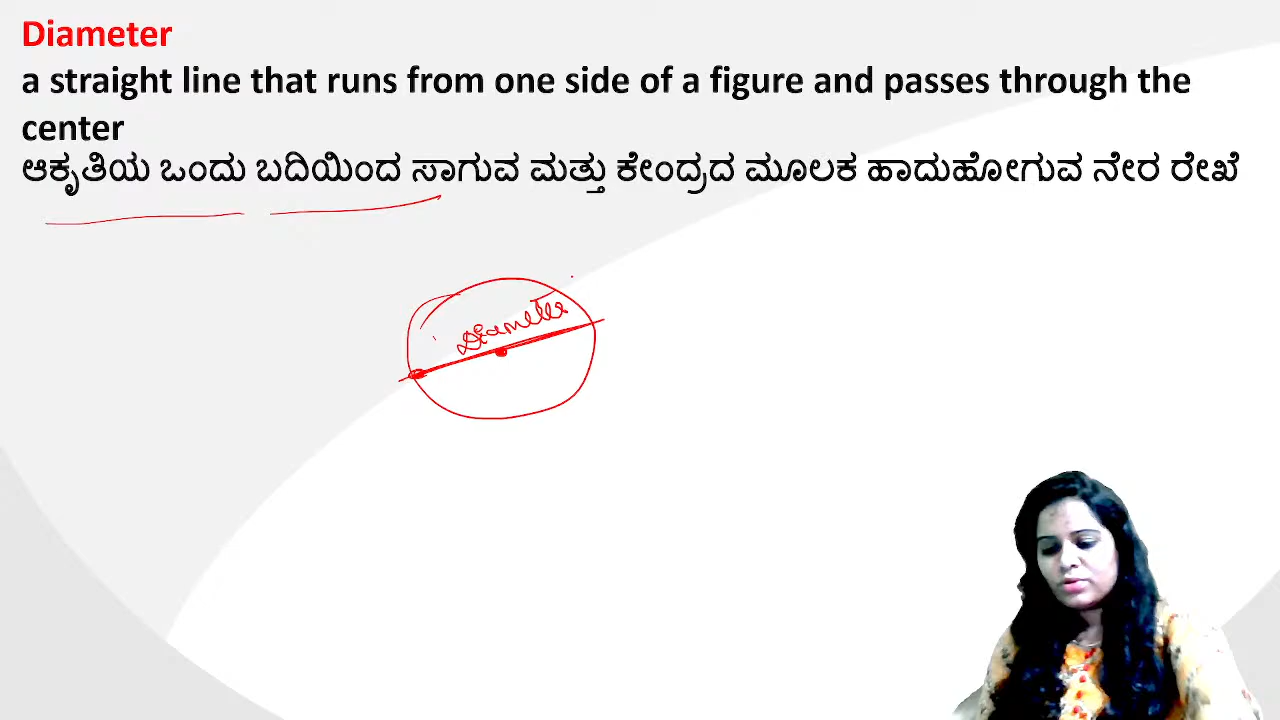 Diameter
a straight line that runs from one side of a figure and passes through the
center
ಆಕೃತಿಯ ಒಂದು ಬದಿಯಿಂದ ಸಾಗುವ ಮತ್ತು ಕೇಂದ್ರದ ಮೂಲಕ ಹಾದುಹೋಗುವ ನೇರ ರೇಖೆ
Diameter